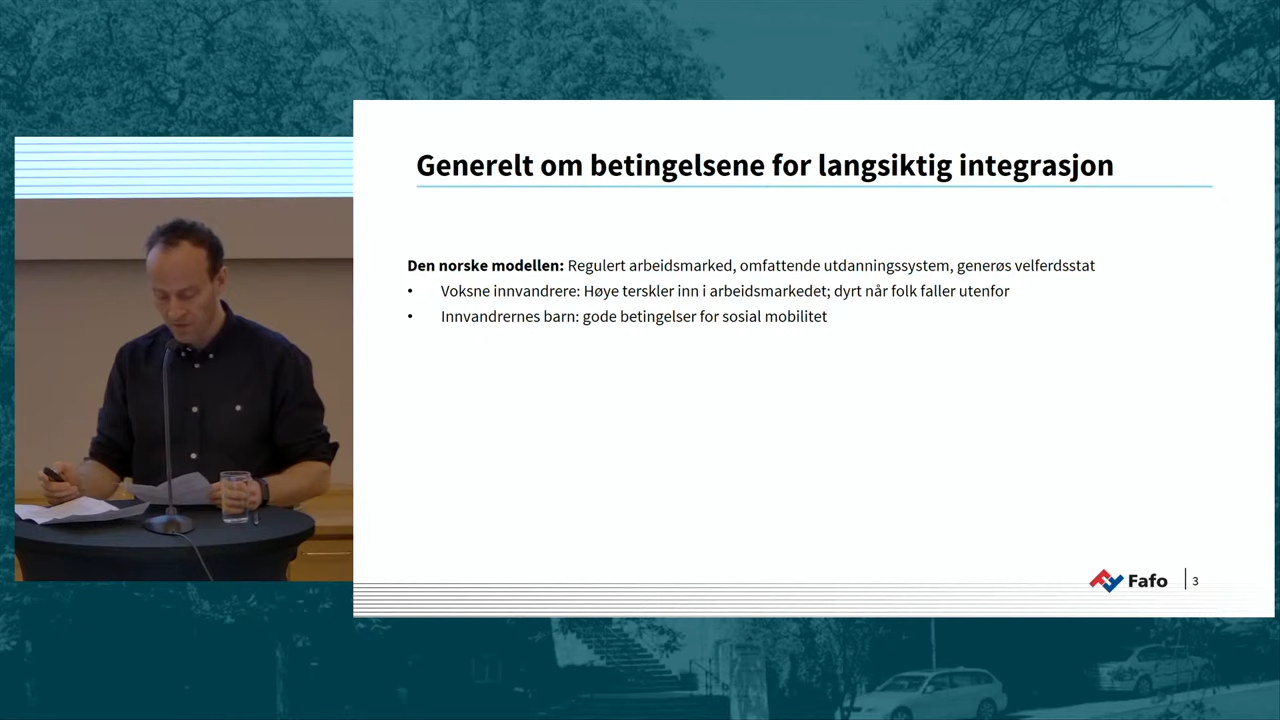 Generelt om betingelsene for langsiktig integrasjon
Den norske modellen: Regulert arbeidsmarked, omfattende utdanningssystem, generøs velferdsstat
• Voksne innvandrere: Høye terskler inn i arbeidsmarkedet; dyrt når folk faller utenfor
• Innvandrernes barn: gode betingelser for sosial mobilitet
Fafo
3